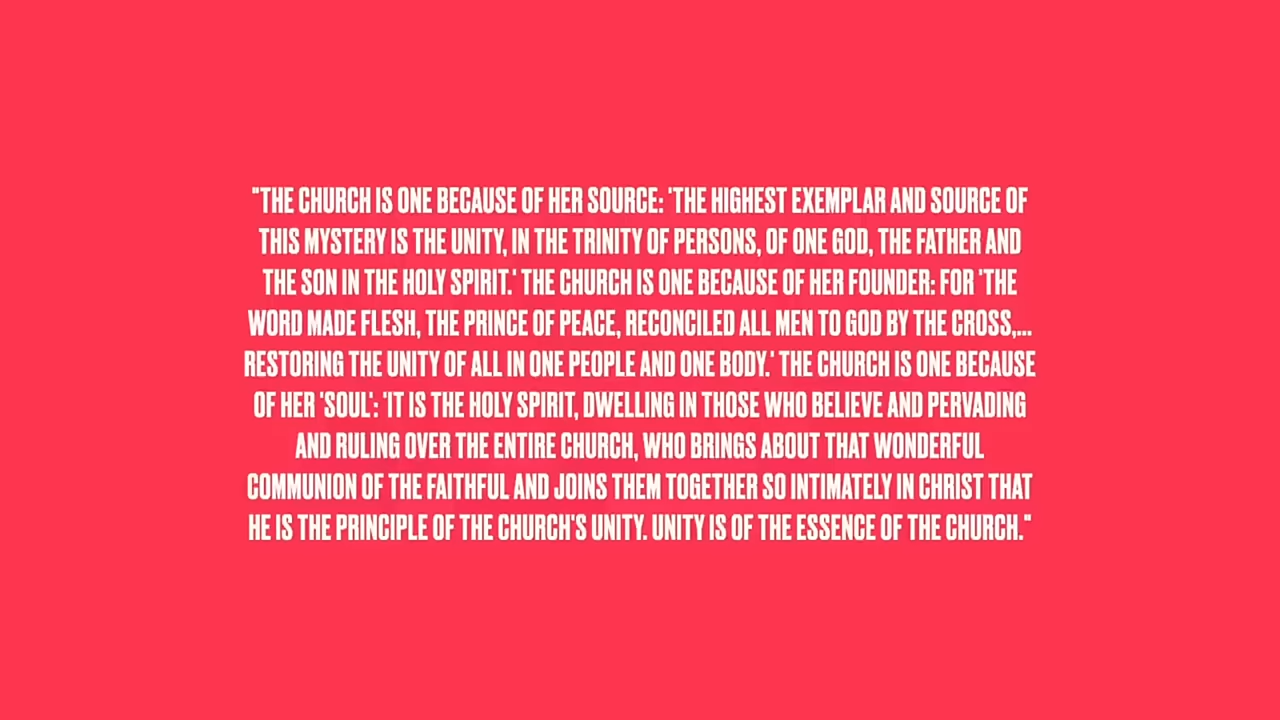 "THE CHURCH IS ONE BECAUSE OF HER SOURCE: 'THE HIGHEST EXEMPLAR AND SOURCE OF
THIS MYSTERY IS THE UNITY, IN THE TRINITY OF PERSONS, OF ONE GOD, THE FATHER AND
THE SON IN THE HOLY SPIRIT.' THE CHURCH IS ONE BECAUSE OF HER FOUNDER: FOR 'THE
WORD MADE FLESH, THE PRINCE OF PEACE, RECONCILED ALL MEN TO GOD BY THE CROSS,...
RESTORING THE UNITY OF ALL IN ONE PEOPLE AND ONE BODY.' THE CHURCH IS ONE BECAUSE
OF HER 'SOUL': 'IT IS THE HOLY SPIRIT, DWELLING IN THOSE WHO BELIEVE AND PERVADING
AND RULING OVER THE ENTIRE CHURCH, WHO BRINGS ABOUT THAT WONDERFUL
COMMUNION OF THE FAITHFUL AND JOINS THEM TOGETHER SO INTIMATELY IN CHRIST THAT
HE IS THE PRINCIPLE OF THE CHURCH'S UNITY. UNITY IS OF THE ESSENCE OF THE CHURCH."